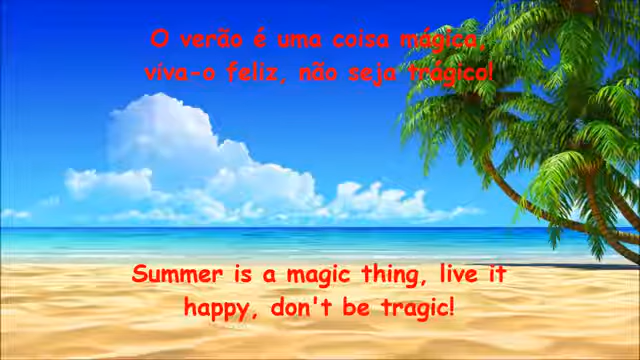 O verão é uma coisa mágica,
viva-o feliz, não seja trágico!
Summer is a magic thing, live it
happy, don't be tragic!